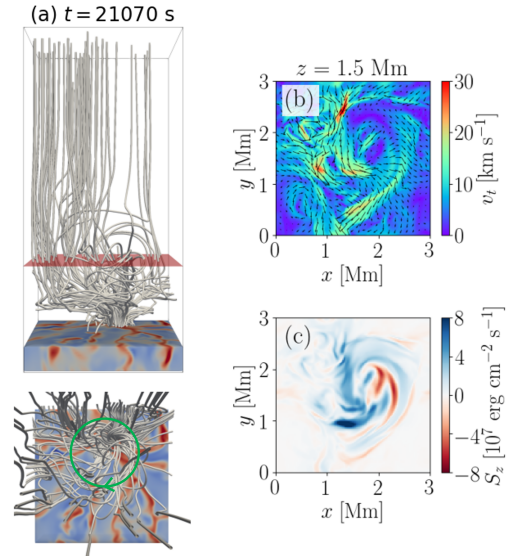 (a) t = 21070 s
z = 1.5 Mm
(b)
3
2
1
0
y [Mm]
0 1 2 3
x [Mm]
30
20
10
0
v_t [km s⁻¹]
(c)
3
2
1
0
y [Mm]
0 1 2 3
x [Mm]
8
4
0
−4
−8
S_z [10⁷ erg cm⁻² s⁻¹]